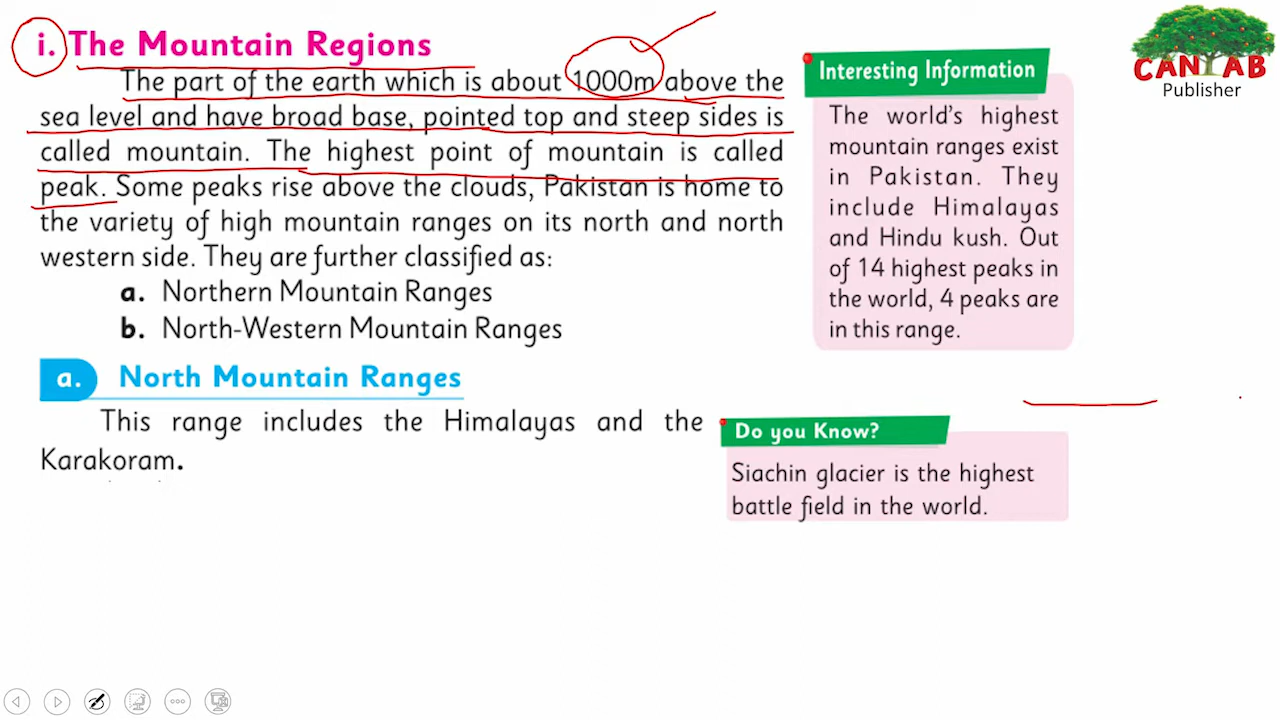 i. The Mountain Regions
The part of the earth which is about 1000m above the
sea level and have broad base, pointed top and steep sides is
called mountain. The highest point of mountain is called
peak. Some peaks rise above the clouds, Pakistan is home to
the variety of high mountain ranges on its north and north
western side. They are further classified as:
a. Northern Mountain Ranges
b. North-Western Mountain Ranges
a. North Mountain Ranges
This range includes the Himalayas and the
Karakoram.
Interesting Information
The world's highest
mountain ranges exist
in Pakistan. They
include Himalayas
and Hindu kush. Out
of 14 highest peaks in
the world, 4 peaks are
in this range.
Do you Know?
Siachin glacier is the highest
battle field in the world.
CANTAB
Publisher